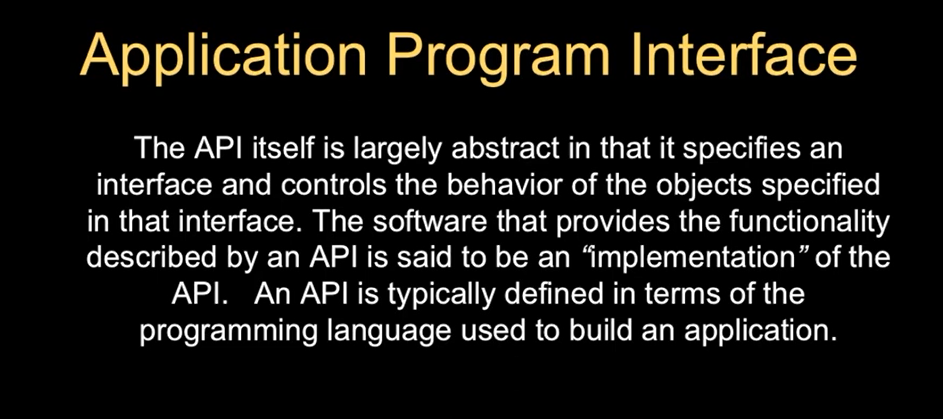 Application Program Interface
The API itself is largely abstract in that it specifies an
interface and controls the behavior of the objects specified
in that interface. The software that provides the functionality
described by an API is said to be an “implementation” of the
API.   An API is typically defined in terms of the
programming language used to build an application.